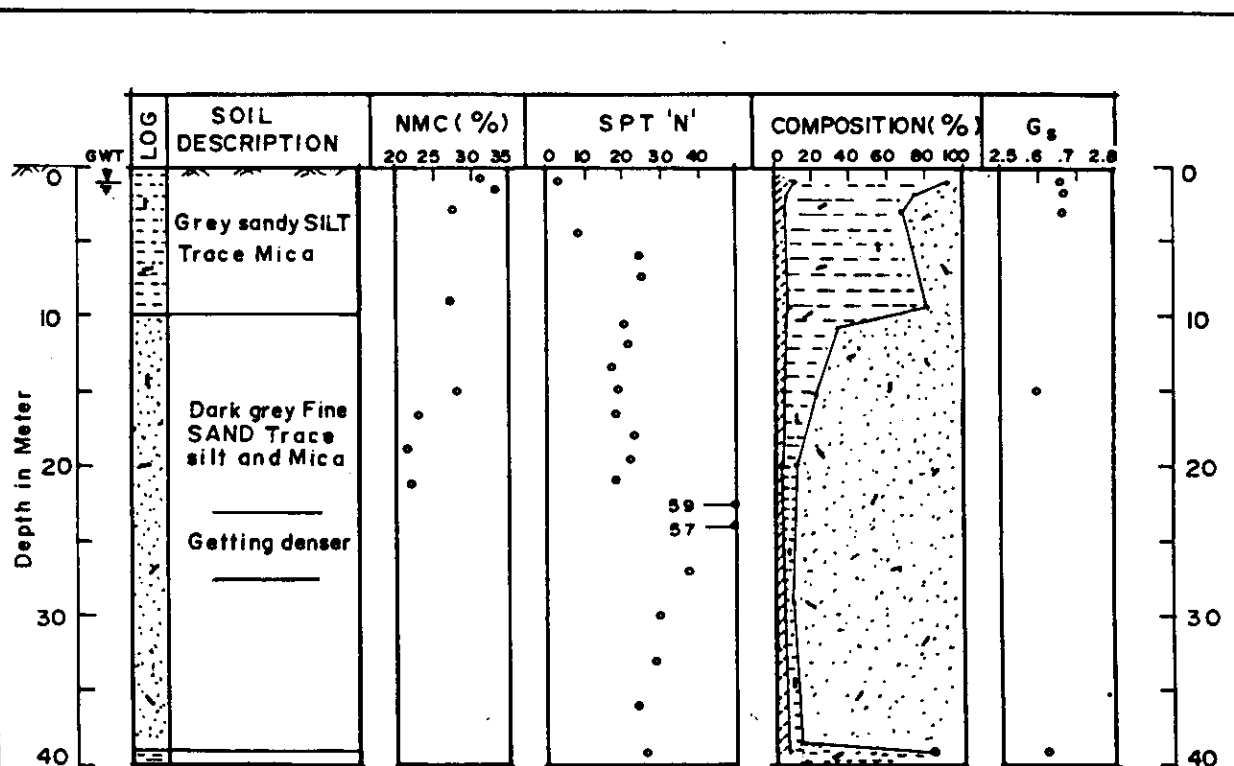 GWT
LOG
SOIL
DESCRIPTION
NMC (%)
20 25 30 35
SPT 'N'
0 10 20 30 40
COMPOSITION(%)
0 20 40 60 80 100
Gs
2.5 .6 .7 2.8
Depth in Meter
0
10
20
30
40
Grey sandy SILT
Trace Mica
Dark grey Fine
SAND Trace
silt and Mica
Getting denser
59
57
0
10
20
30
40